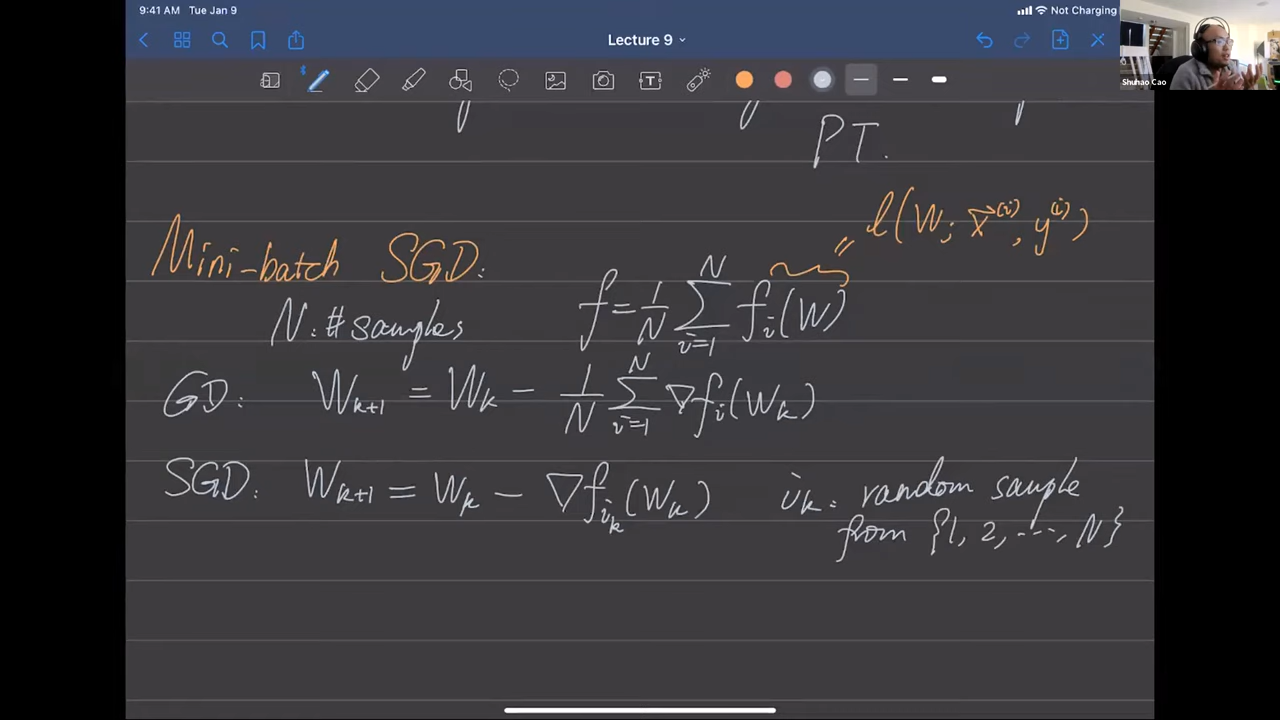 9:41 AM Tue Jan 9
Not Charging
Lecture 9
Shuhao Cao
PT.
l(W; x⃗⁽ⁱ⁾, y⁽ⁱ⁾)
Mini-batch SGD:
N: # samples f = 1/N ∑_{i=1}^{N} f_i(W)
GD: W_{k+1} = W_k - 1/N ∑_{i=1}^{N} ∇f_i(W_k)
SGD: W_{k+1} = W_k - ∇f_{i_k}(W_k) i_k: random sample
from {1, 2, ..., N}